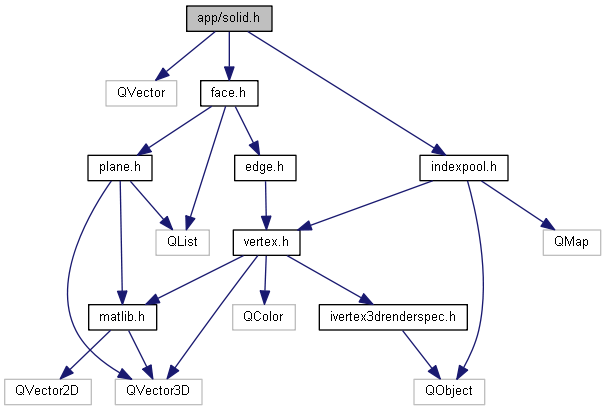 app/solid.h
QVector
face.h
plane.h
edge.h
indexpool.h
QList
vertex.h
QMap
matlib.h
QColor
ivertex3drenderspec.h
QVector2D
QVector3D
QObject